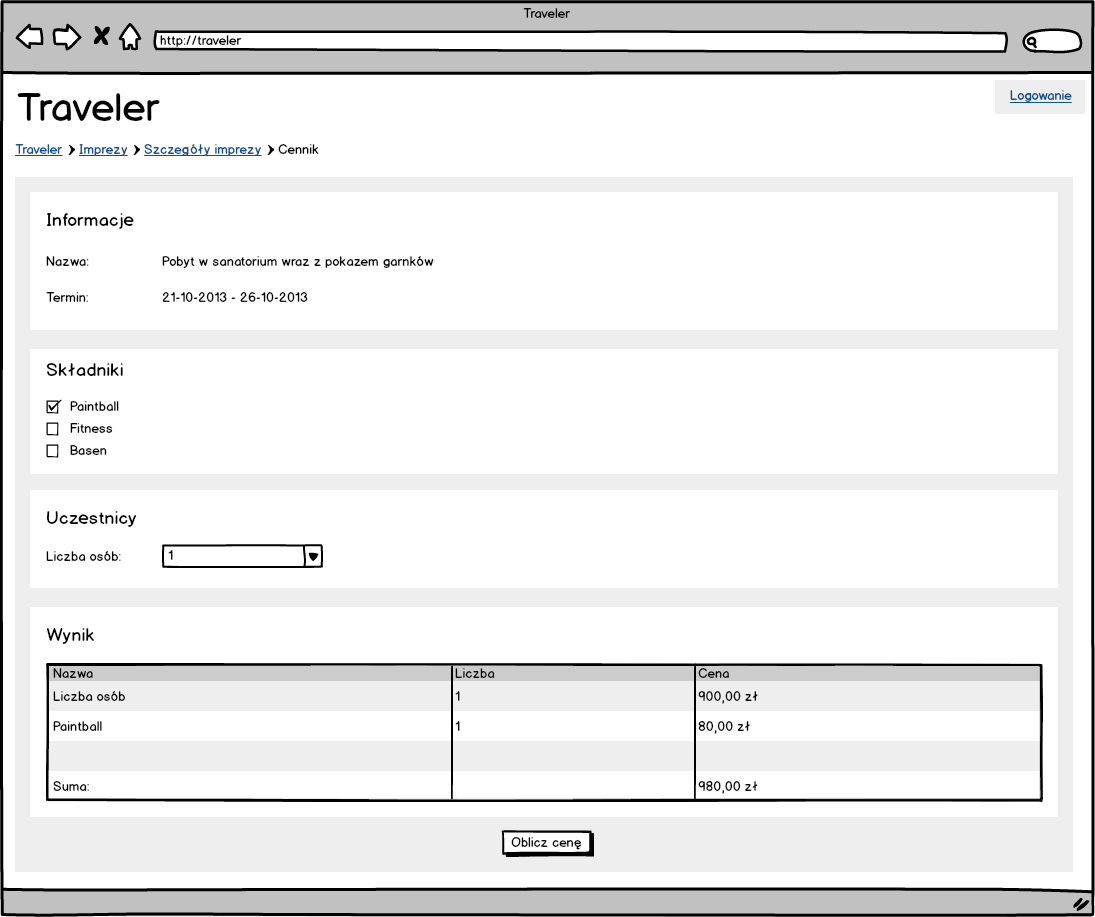 Traveler
http://traveler
Logowanie
Traveler
Traveler Imprezy Szczegóły imprezy Cennik
Informacje
Nazwa: Pobyt w sanatorium wraz z pokazem garnków
Termin: 21-10-2013 - 26-10-2013
Składniki
Paintball
Fitness
Basen
Uczestnicy
Liczba osób: 1
Wynik
Nazwa Liczba Cena
Liczba osób 1 900,00 zł
Paintball 1 80,00 zł
Suma: 980,00 zł
Oblicz cenę